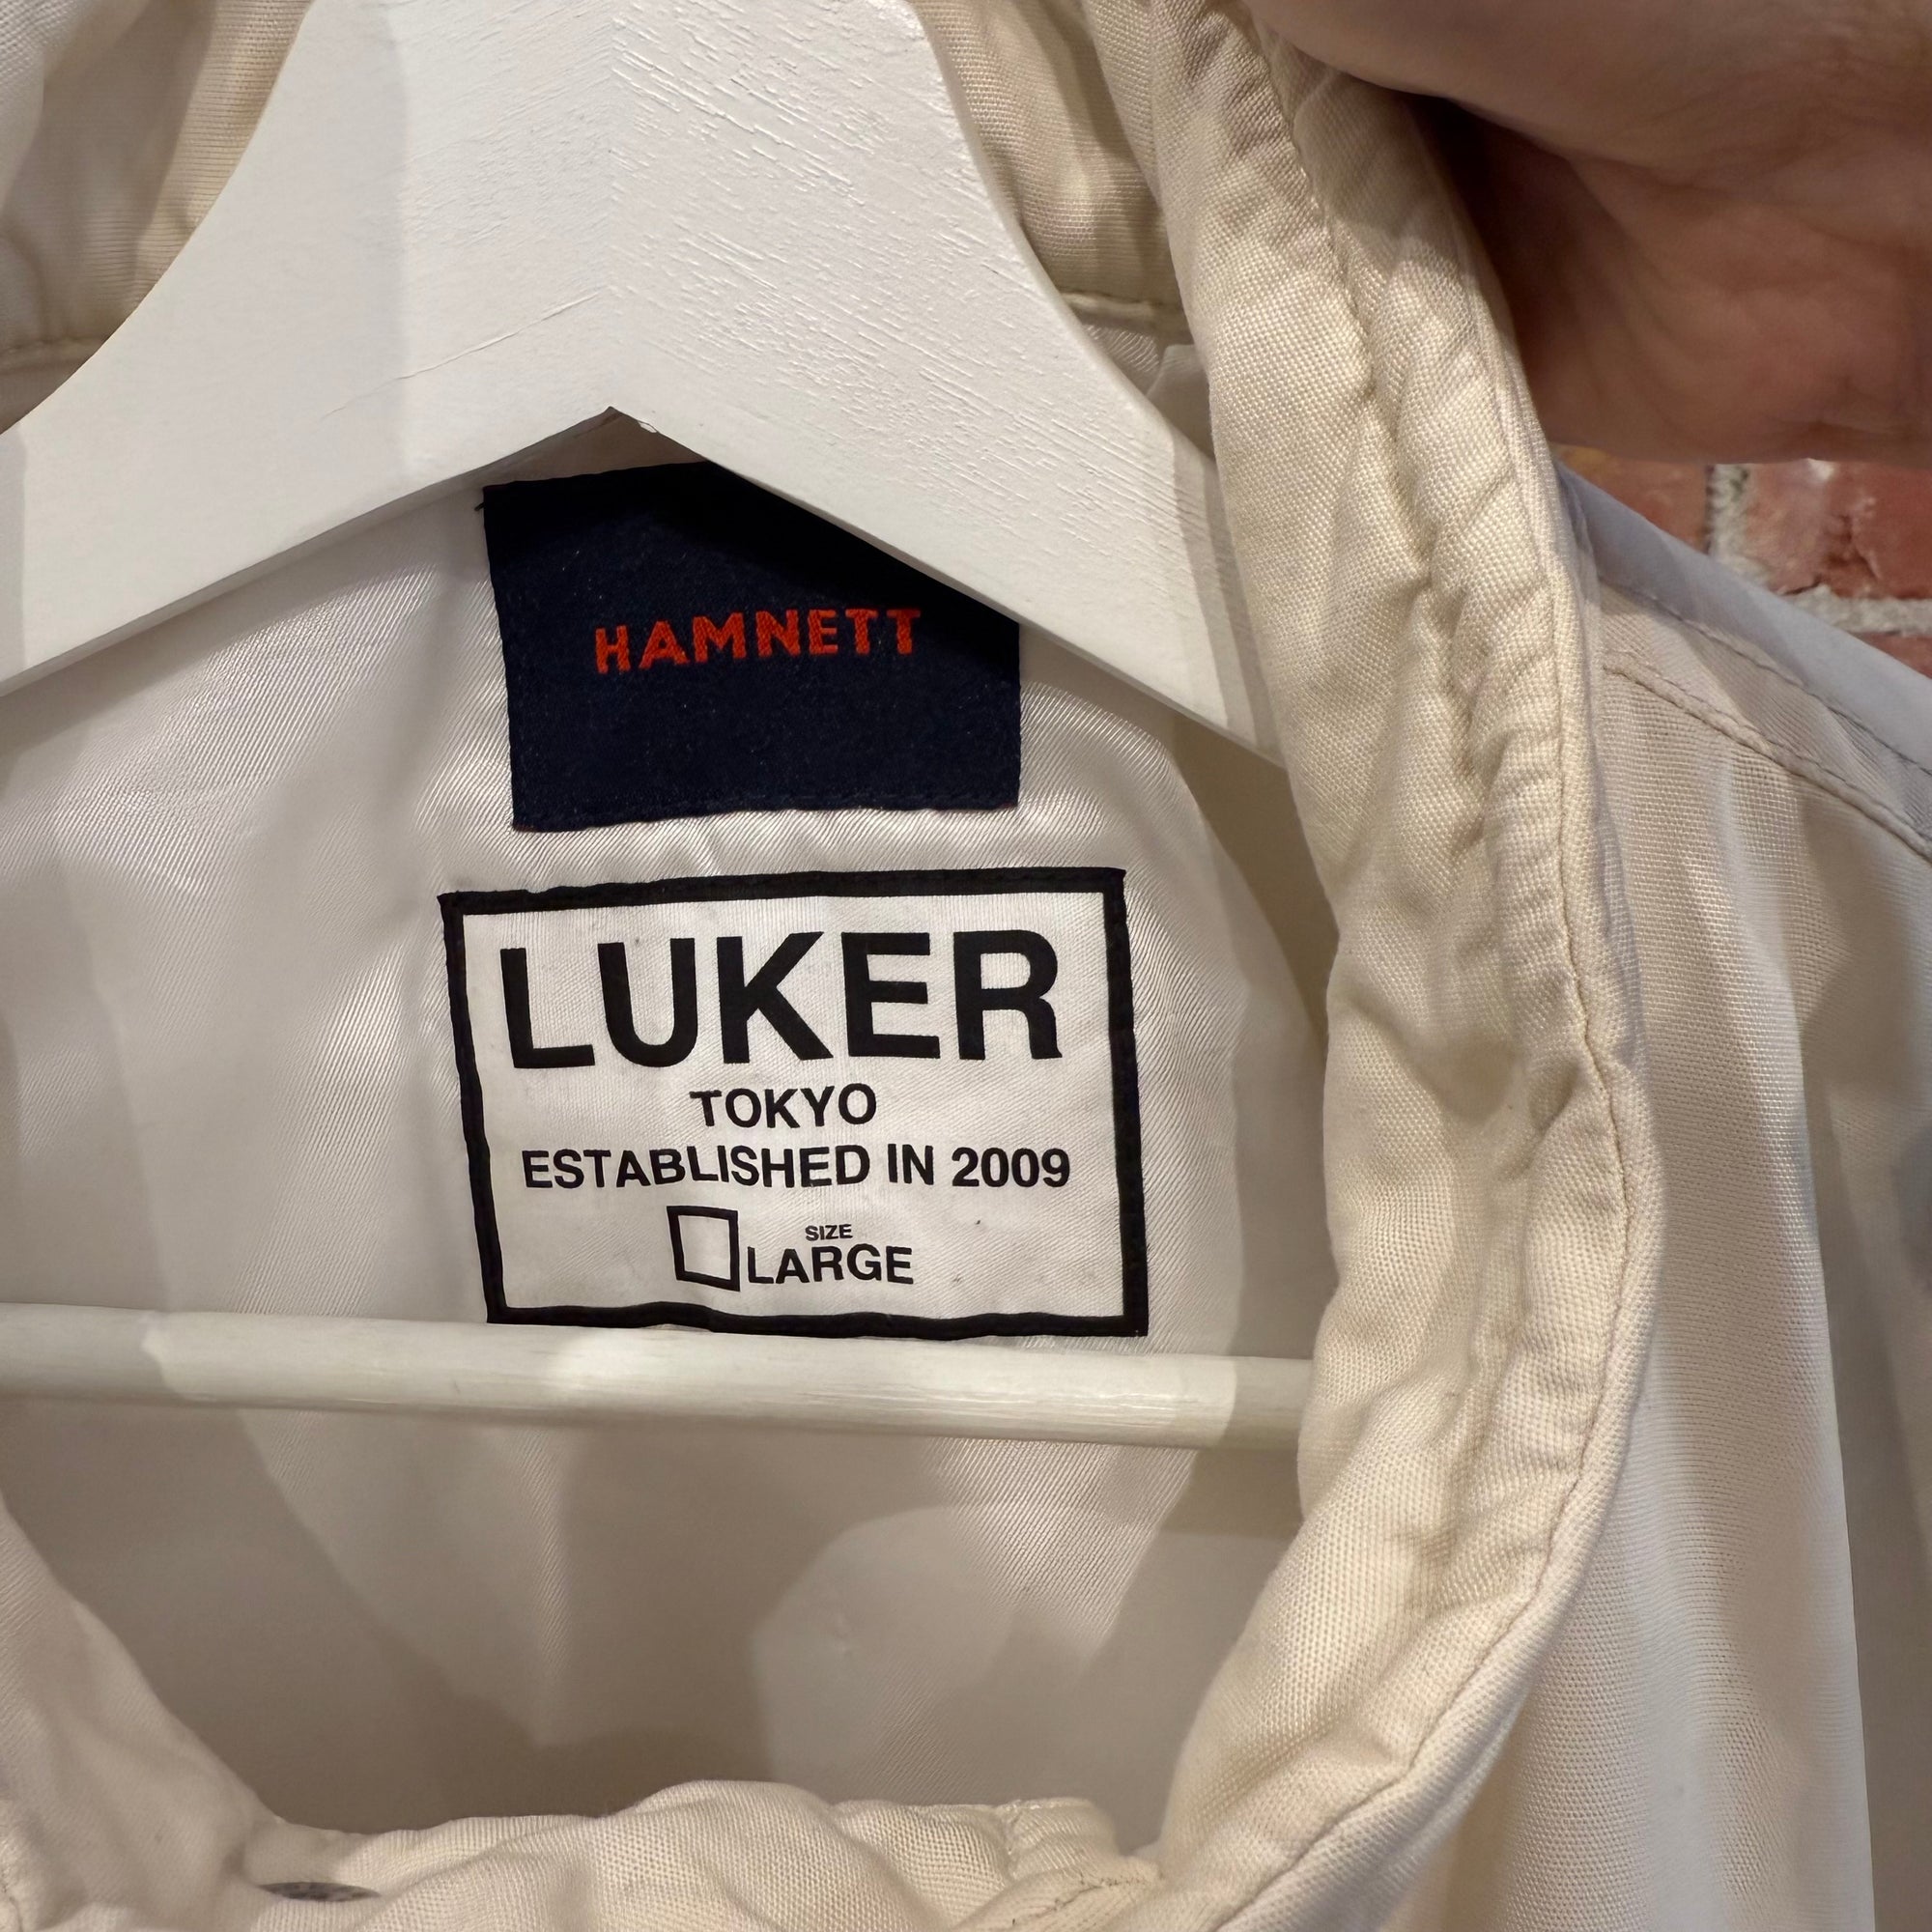 HAMNETT
LUKER
TOKYO
ESTABLISHED IN 2009
SIZE
LARGE